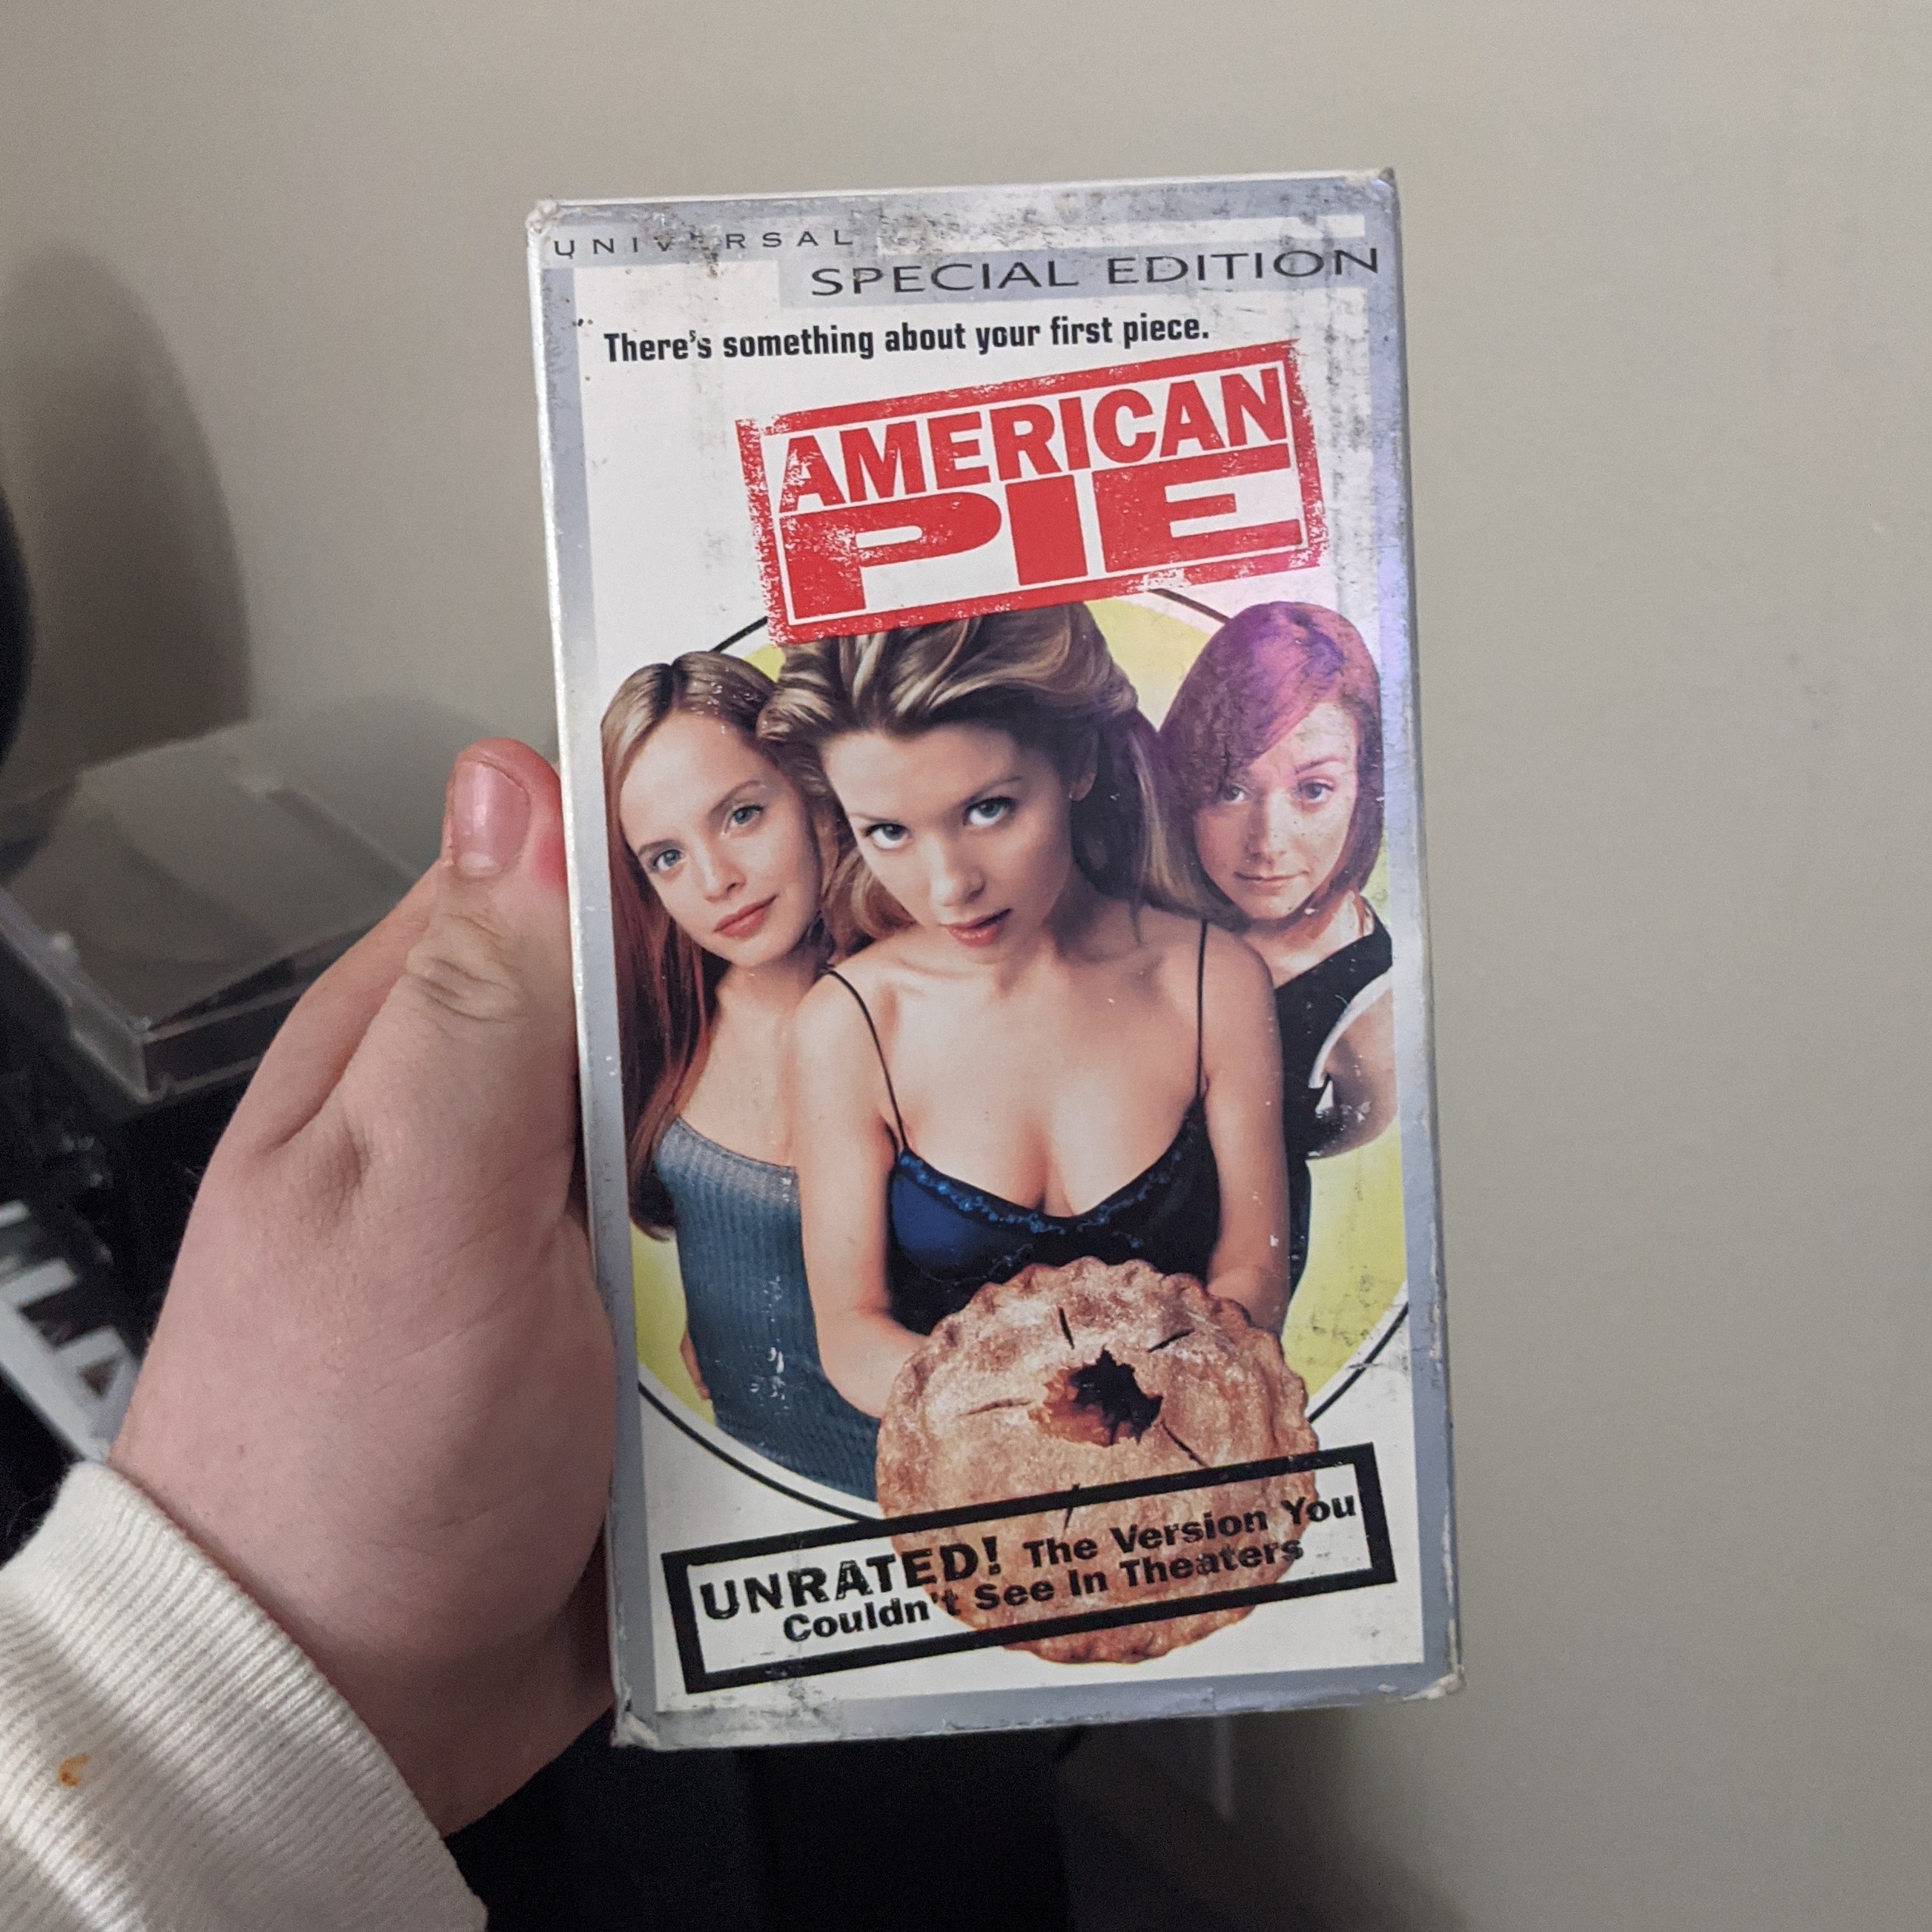 UNIVERSAL
SPECIAL EDITION
There's something about your first piece.
AMERICAN
PIE
UNRATED! The Version You
Couldn't See In Theaters